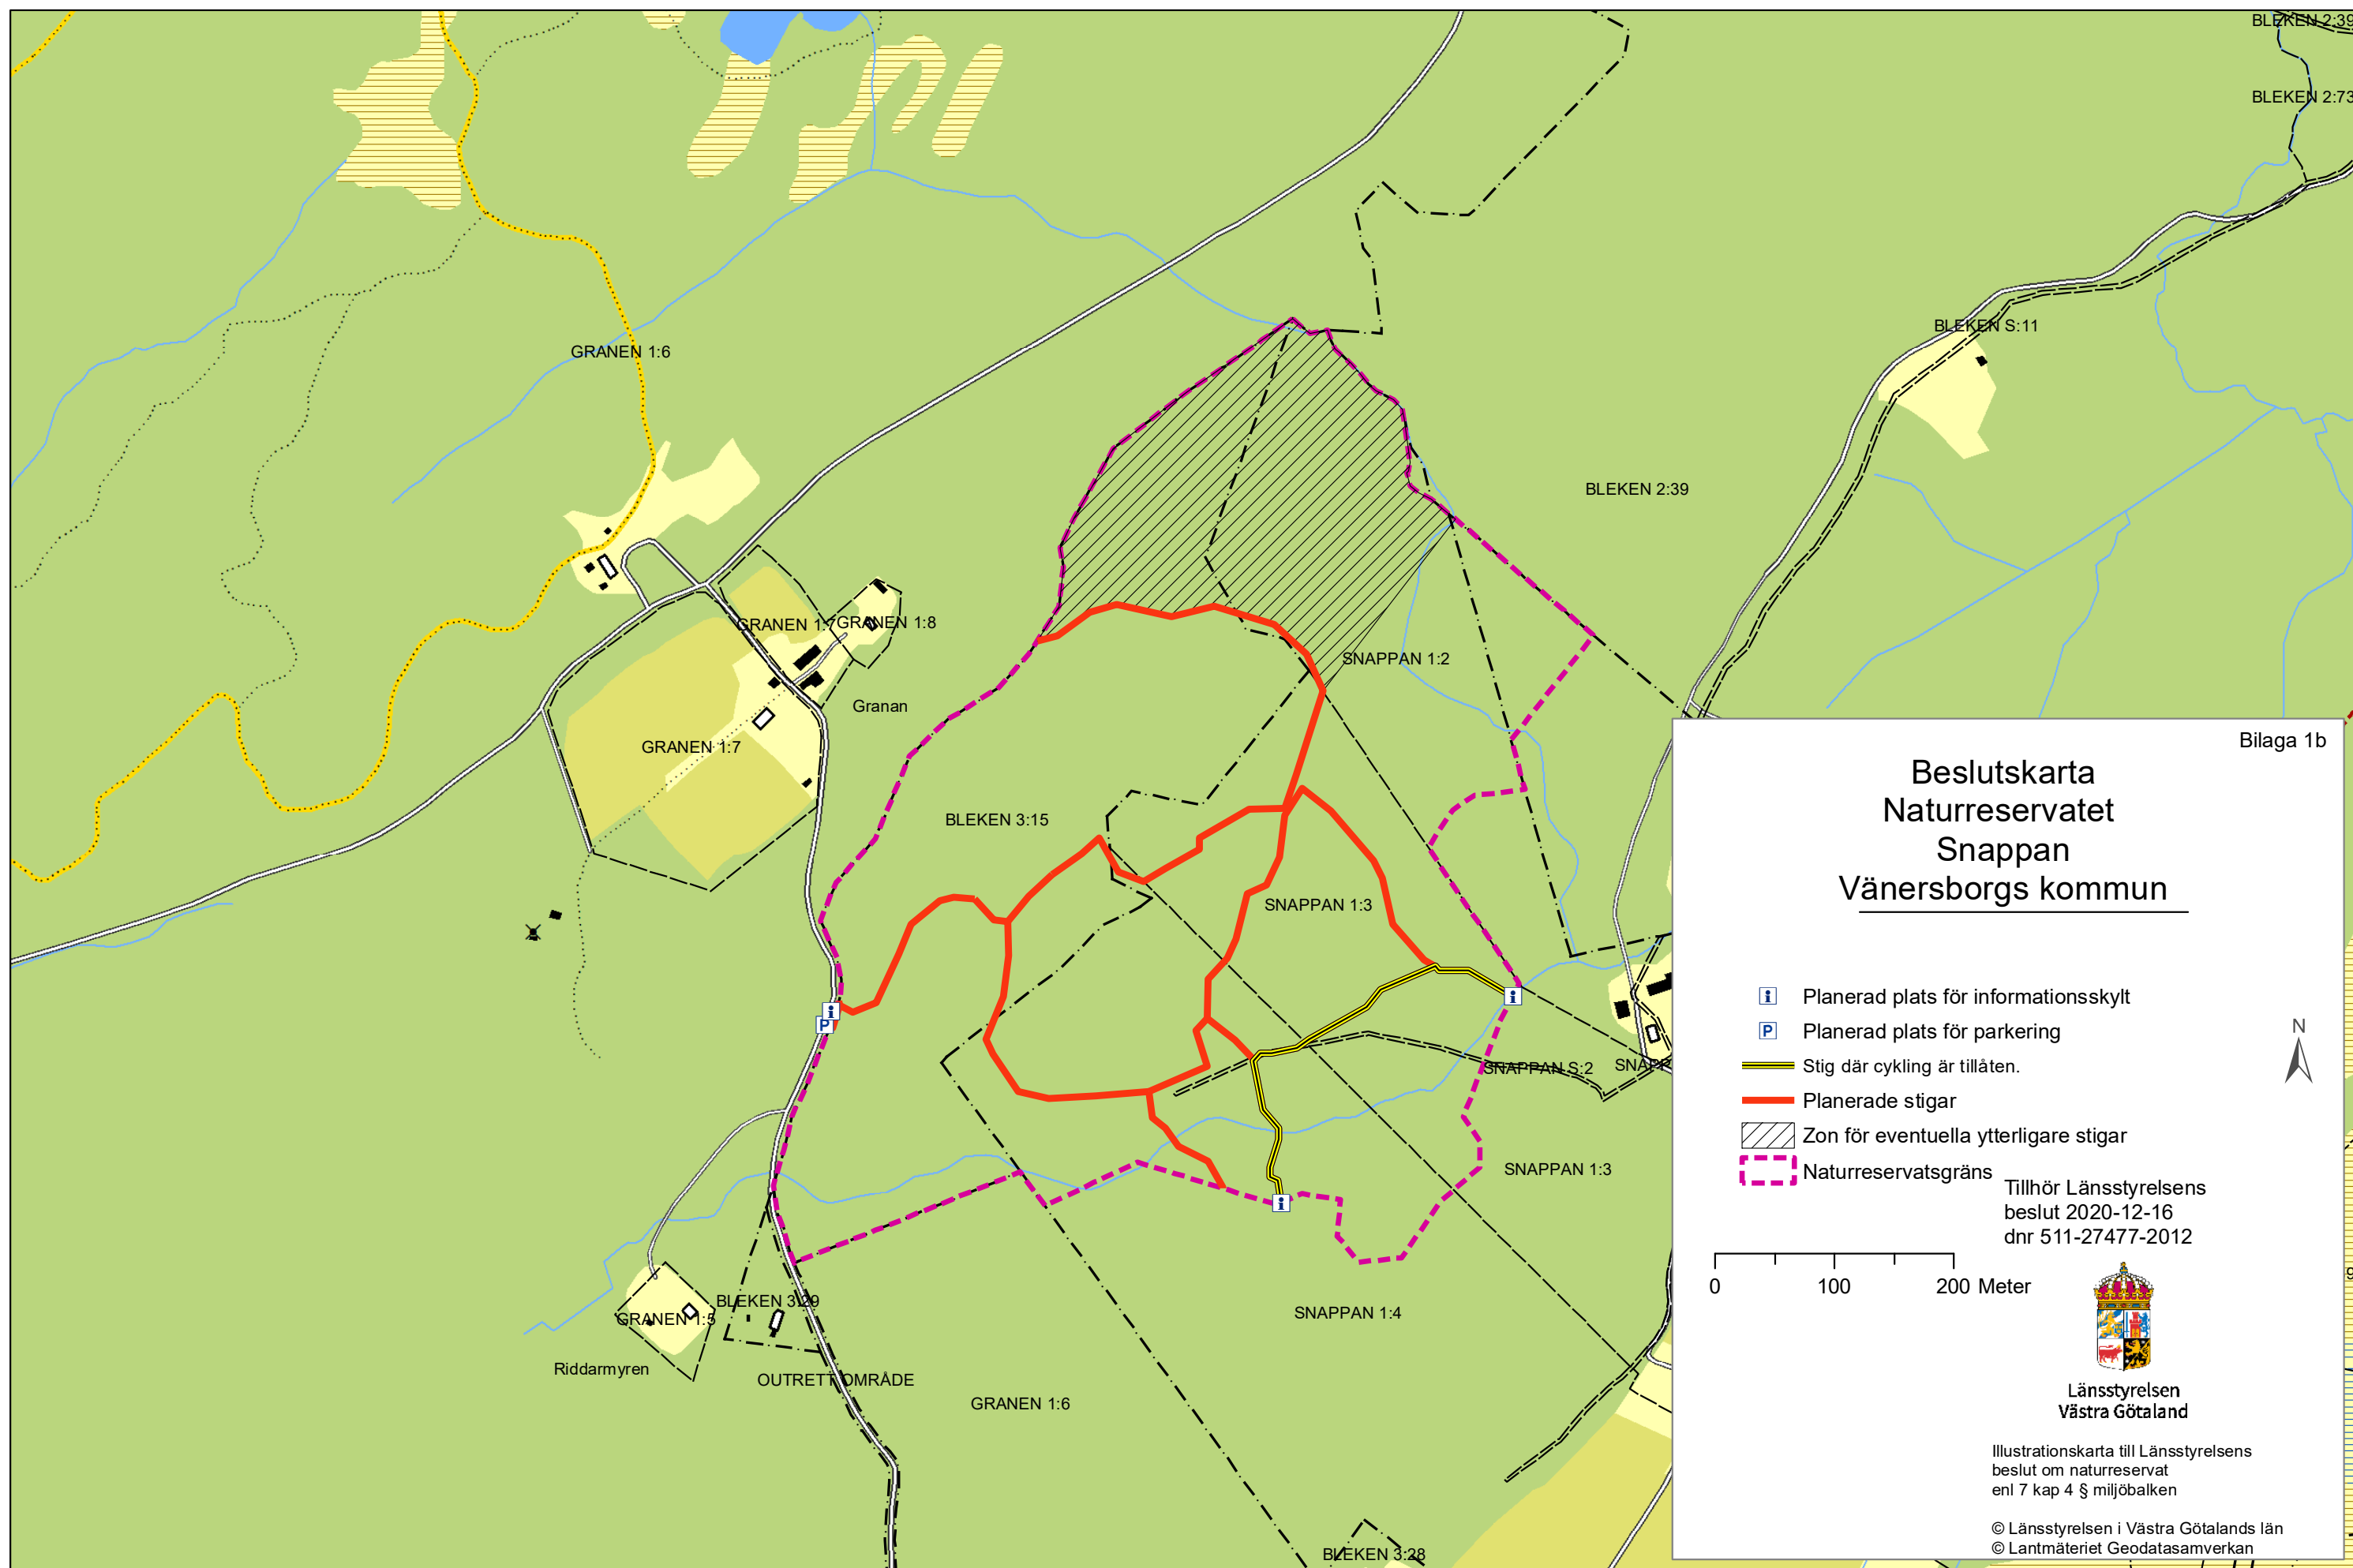 BLEKEN 2:39
BLEKEN 2:73
BLEKEN S:11
GRANEN 1:6
BLEKEN 2:39
GRANEN 1:7
GRANEN 1:8
SNAPPAN 1:2
Granan
GRANEN 1:7
BLEKEN 3:15
SNAPPAN 1:3
SNAPPAN S:2
SNAPP
SNAPPAN 1:3
BLEKEN 3:29
GRANEN 1:5
SNAPPAN 1:4
Riddarmyren
OUTRETT OMRÅDE
GRANEN 1:6
BLEKEN 3:28
Bilaga 1b
Beslutskarta
Naturreservatet
Snappan
Vänersborgs kommun
i Planerad plats för informationsskylt
P Planerad plats för parkering
Stig där cykling är tillåten.
Planerade stigar
Zon för eventuella ytterligare stigar
Naturreservatsgräns
N
Tillhör Länsstyrelsens
beslut 2020-12-16
dnr 511-27477-2012
0 100 200 Meter
Länsstyrelsen
Västra Götaland
Illustrationskarta till Länsstyrelsens
beslut om naturreservat
enl 7 kap 4 § miljöbalken
© Länsstyrelsen i Västra Götalands län
© Lantmäteriet Geodatasamverkan
i
P
i
i